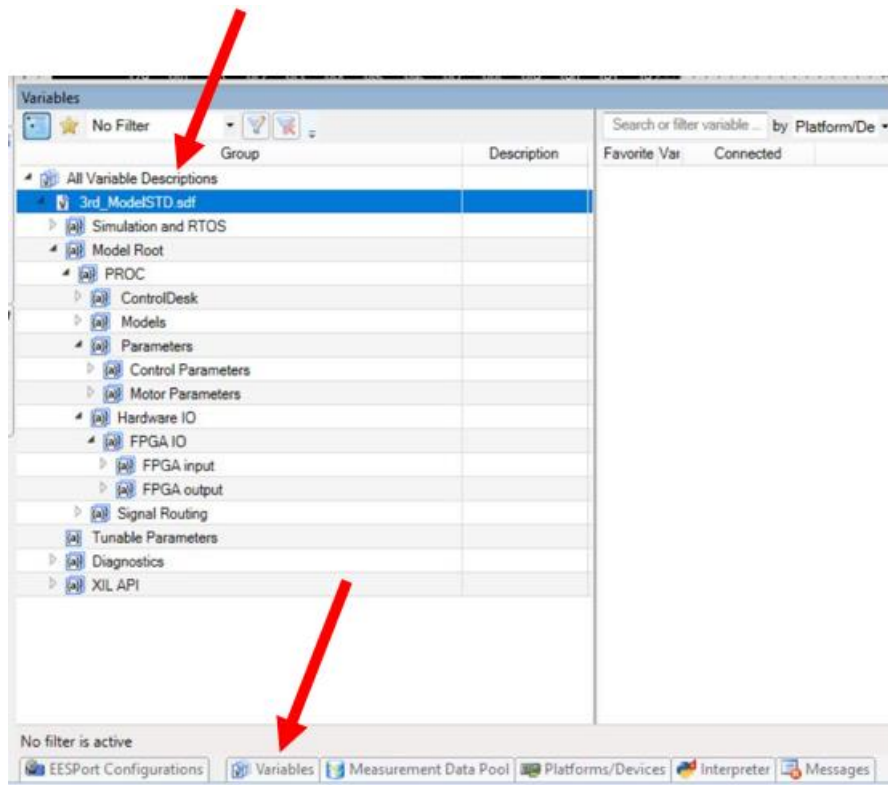 Variables
No Filter
Search or filter variable ... by Platform/De
Group Description Favorite Var Connected
All Variable Descriptions
3rd_ModelSTD.sdf
Simulation and RTOS
Model Root
PROC
ControlDesk
Models
Parameters
Control Parameters
Motor Parameters
Hardware IO
FPGA IO
FPGA input
FPGA output
Signal Routing
Tunable Parameters
Diagnostics
XIL API
No filter is active
EESPort Configurations Variables Measurement Data Pool Platforms/Devices Interpreter Messages